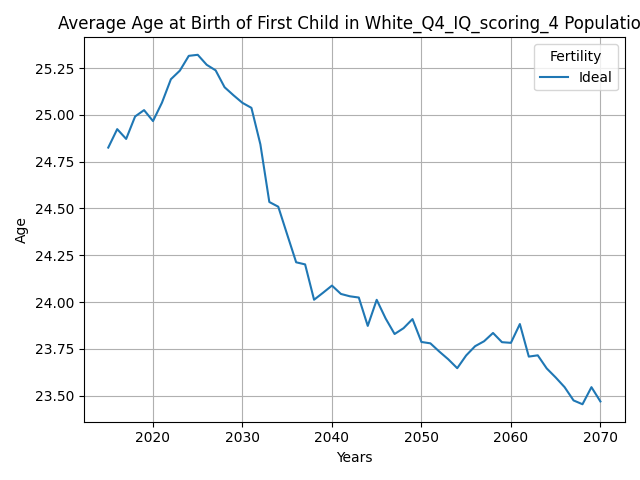 Average Age at Birth of First Child in White_Q4_IQ_scoring_4 Populatio
Fertility
Ideal
Age
25.25
25.00
24.75
24.50
24.25
24.00
23.75
23.50
2020 2030 2040 2050 2060 2070
Years